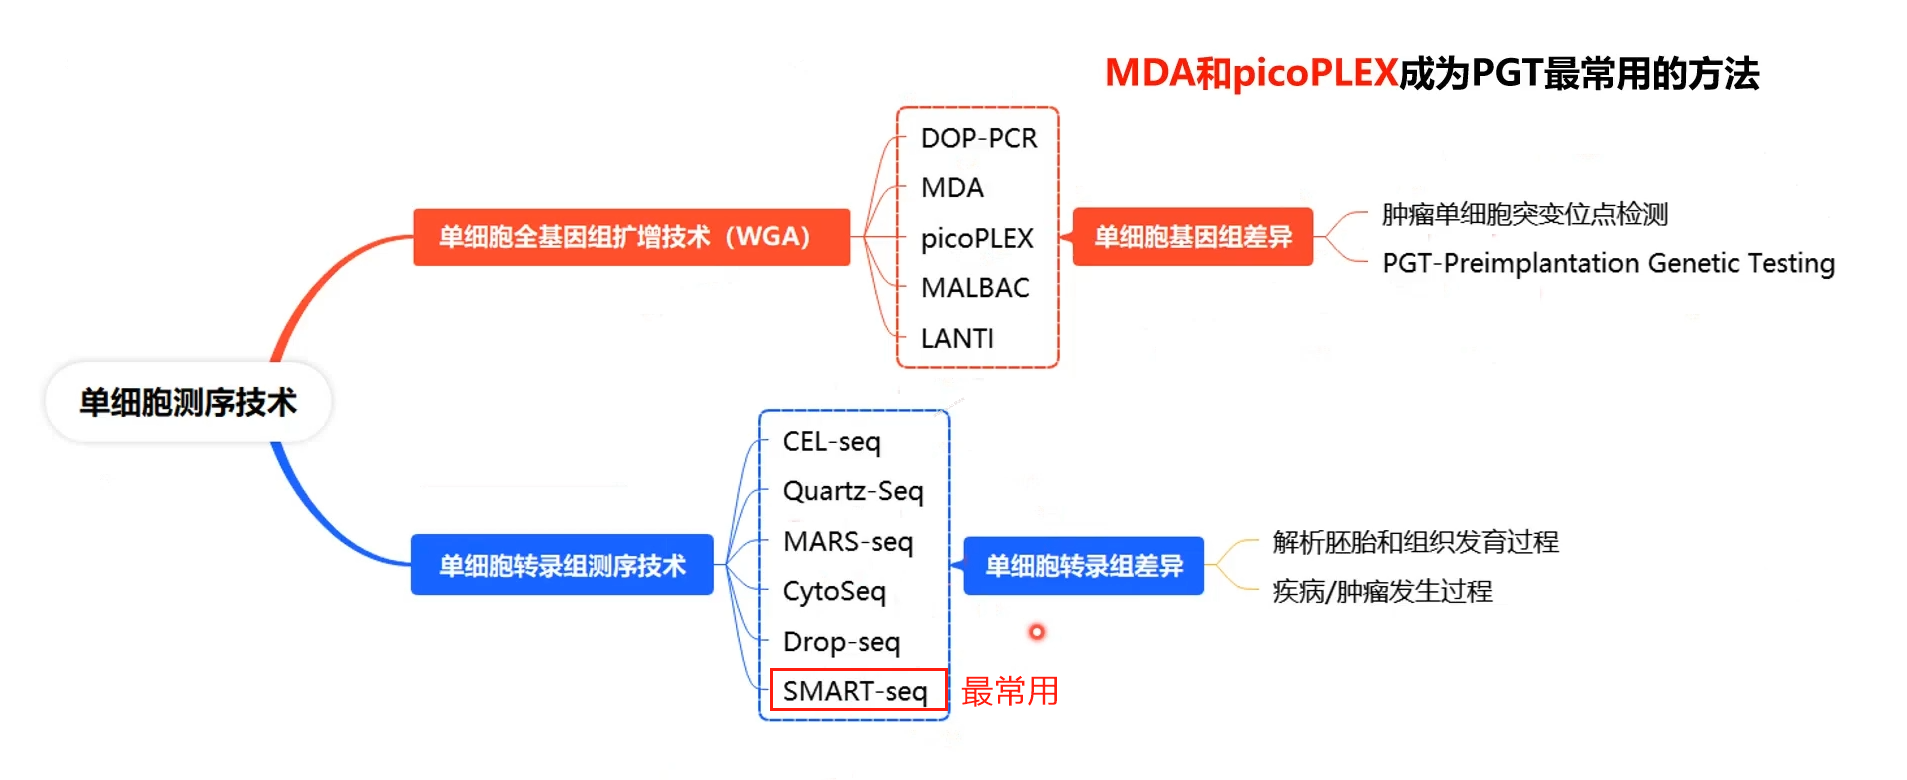 MDA和picoPLEX成为PGT最常用的方法
单细胞测序技术
单细胞全基因组扩增技术（WGA）
DOP-PCR
MDA
picoPLEX
MALBAC
LANTI
单细胞基因组差异
肿瘤单细胞突变位点检测
PGT-Preimplantation Genetic Testing
单细胞转录组测序技术
CEL-seq
Quartz-Seq
MARS-seq
CytoSeq
Drop-seq
SMART-seq 最常用
单细胞转录组差异
解析胚胎和组织发育过程
疾病/肿瘤发生过程